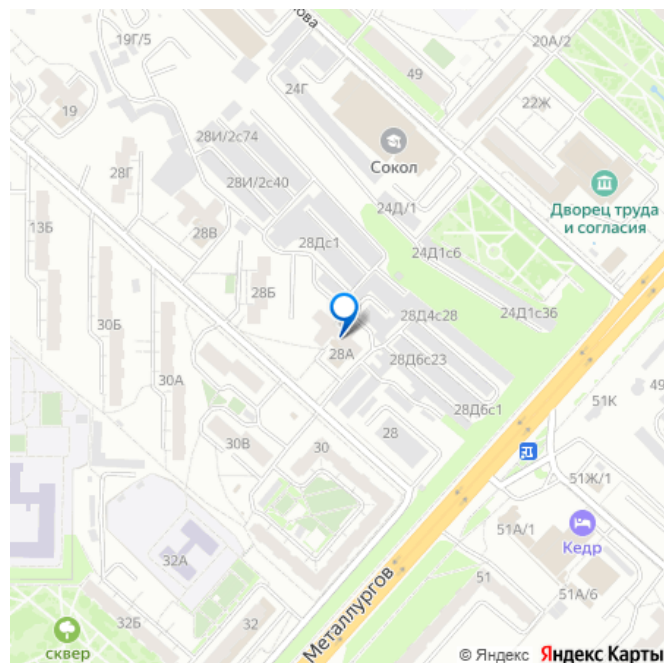 ова
19Г/5
20А/2
49
24Г
22Ж
19
28И/2с74
Сокол
28Г
28И/2с40
Дворец труда
и согласия
24Д/1
13Б
28В
28Дс1
24Д1с6
28Б
30Б
28Д4с28
24Д1с36
28А
28Д6с23
30А
49
51К
28Д6с1
30В
30
28
51Ж/1
51А/1
Кедр
32А
51
51А/6
Металлургов
32Б
32
сквер
© Яндекс Яндекс Карты